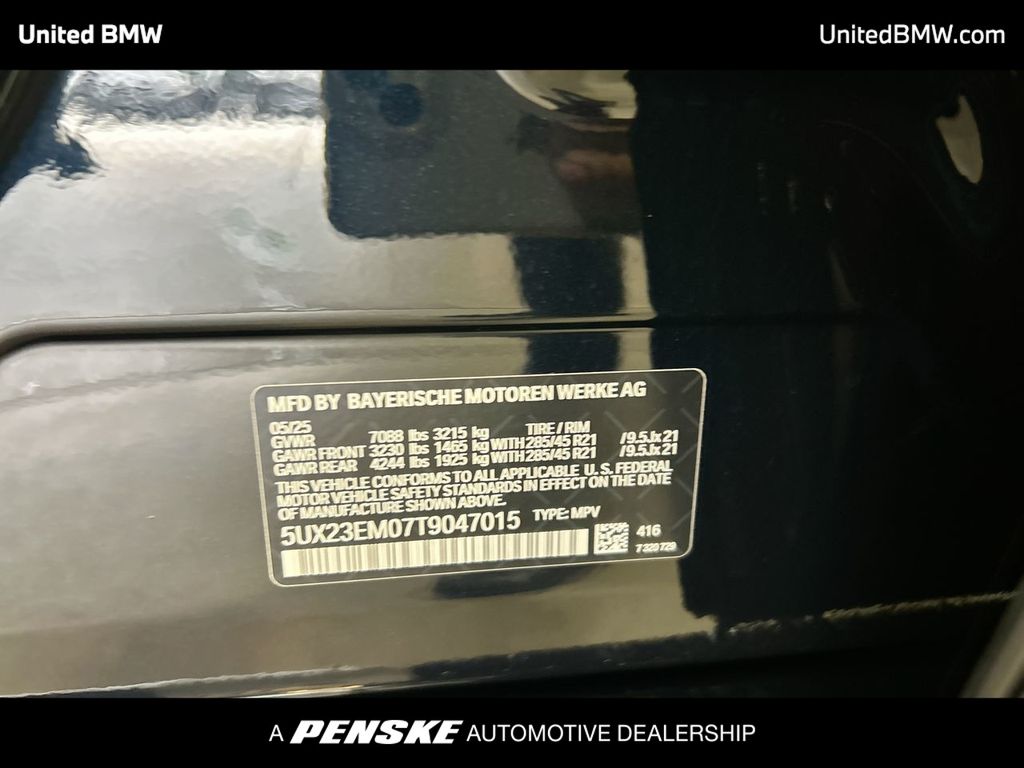 United BMW
UnitedBMW.com
MFD BY BAYERISCHE MOTOREN WERKE AG
05/25 TIRE / RIM
GVWR 7088 lbs 3215 kg
GAWR FRONT 3230 lbs 1465 kg WITH 285/45 R21 /9.5Jx21
GAWR REAR 4244 lbs 1925 kg WITH 285/45 R21 /9.5Jx21
THIS VEHICLE CONFORMS TO ALL APPLICABLE U.S. FEDERAL
MOTOR VEHICLE SAFETY STANDARDS IN EFFECT ON THE DATE
OF MANUFACTURE SHOWN ABOVE.
5UX23EM07T9047015 TYPE: MPV
416
A PENSKE AUTOMOTIVE DEALERSHIP